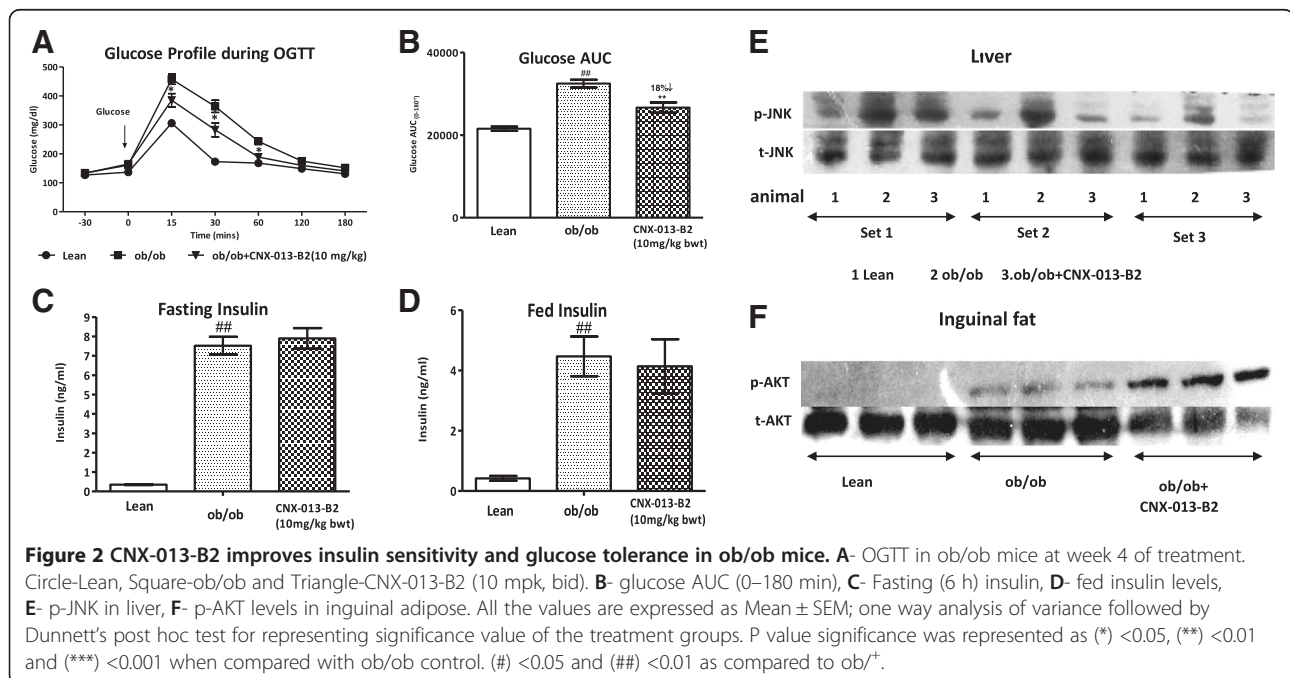 A
Glucose Profile during OGTT
Glucose (mg/dl)
500
400
300
200
100
0
Glucose
*
*
*
-30 0 15 30 60 120 180
Time (mins)
Lean ob/ob ob/ob+CNX-013-B2(10 mg/kg)
B
Glucose AUC
Glucose AUC (0-180")
40000
20000
0
##
18%↓
**
Lean ob/ob CNX-013-B2
(10mg/kg bwt)
C
Fasting Insulin
Insulin (ng/ml)
9
8
7
6
5
4
3
2
1
0
##
Lean ob/ob CNX-013-B2
(10mg/kg bwt)
D
Fed Insulin
Insulin (ng/ml)
6
4
2
0
##
Lean ob/ob CNX-013-B2
(10mg/kg bwt)
E
Liver
p-JNK
t-JNK
animal 1 2 3 1 2 3 1 2 3
Set 1 Set 2 Set 3
1 Lean 2 ob/ob 3.ob/ob+CNX-013-B2
F
Inguinal fat
p-AKT
t-AKT
Lean ob/ob ob/ob+
CNX-013-B2
Figure 2 CNX-013-B2 improves insulin sensitivity and glucose tolerance in ob/ob mice. A- OGTT in ob/ob mice at week 4 of treatment.
Circle-Lean, Square-ob/ob and Triangle-CNX-013-B2 (10 mpk, bid). B- glucose AUC (0–180 min), C- Fasting (6 h) insulin, D- fed insulin levels,
E- p-JNK in liver, F- p-AKT levels in inguinal adipose. All the values are expressed as Mean ± SEM; one way analysis of variance followed by
Dunnett's post hoc test for representing significance value of the treatment groups. P value significance was represented as (*) <0.05, (**) <0.01
and (***) <0.001 when compared with ob/ob control. (#) <0.05 and (##) <0.01 as compared to ob/⁺.